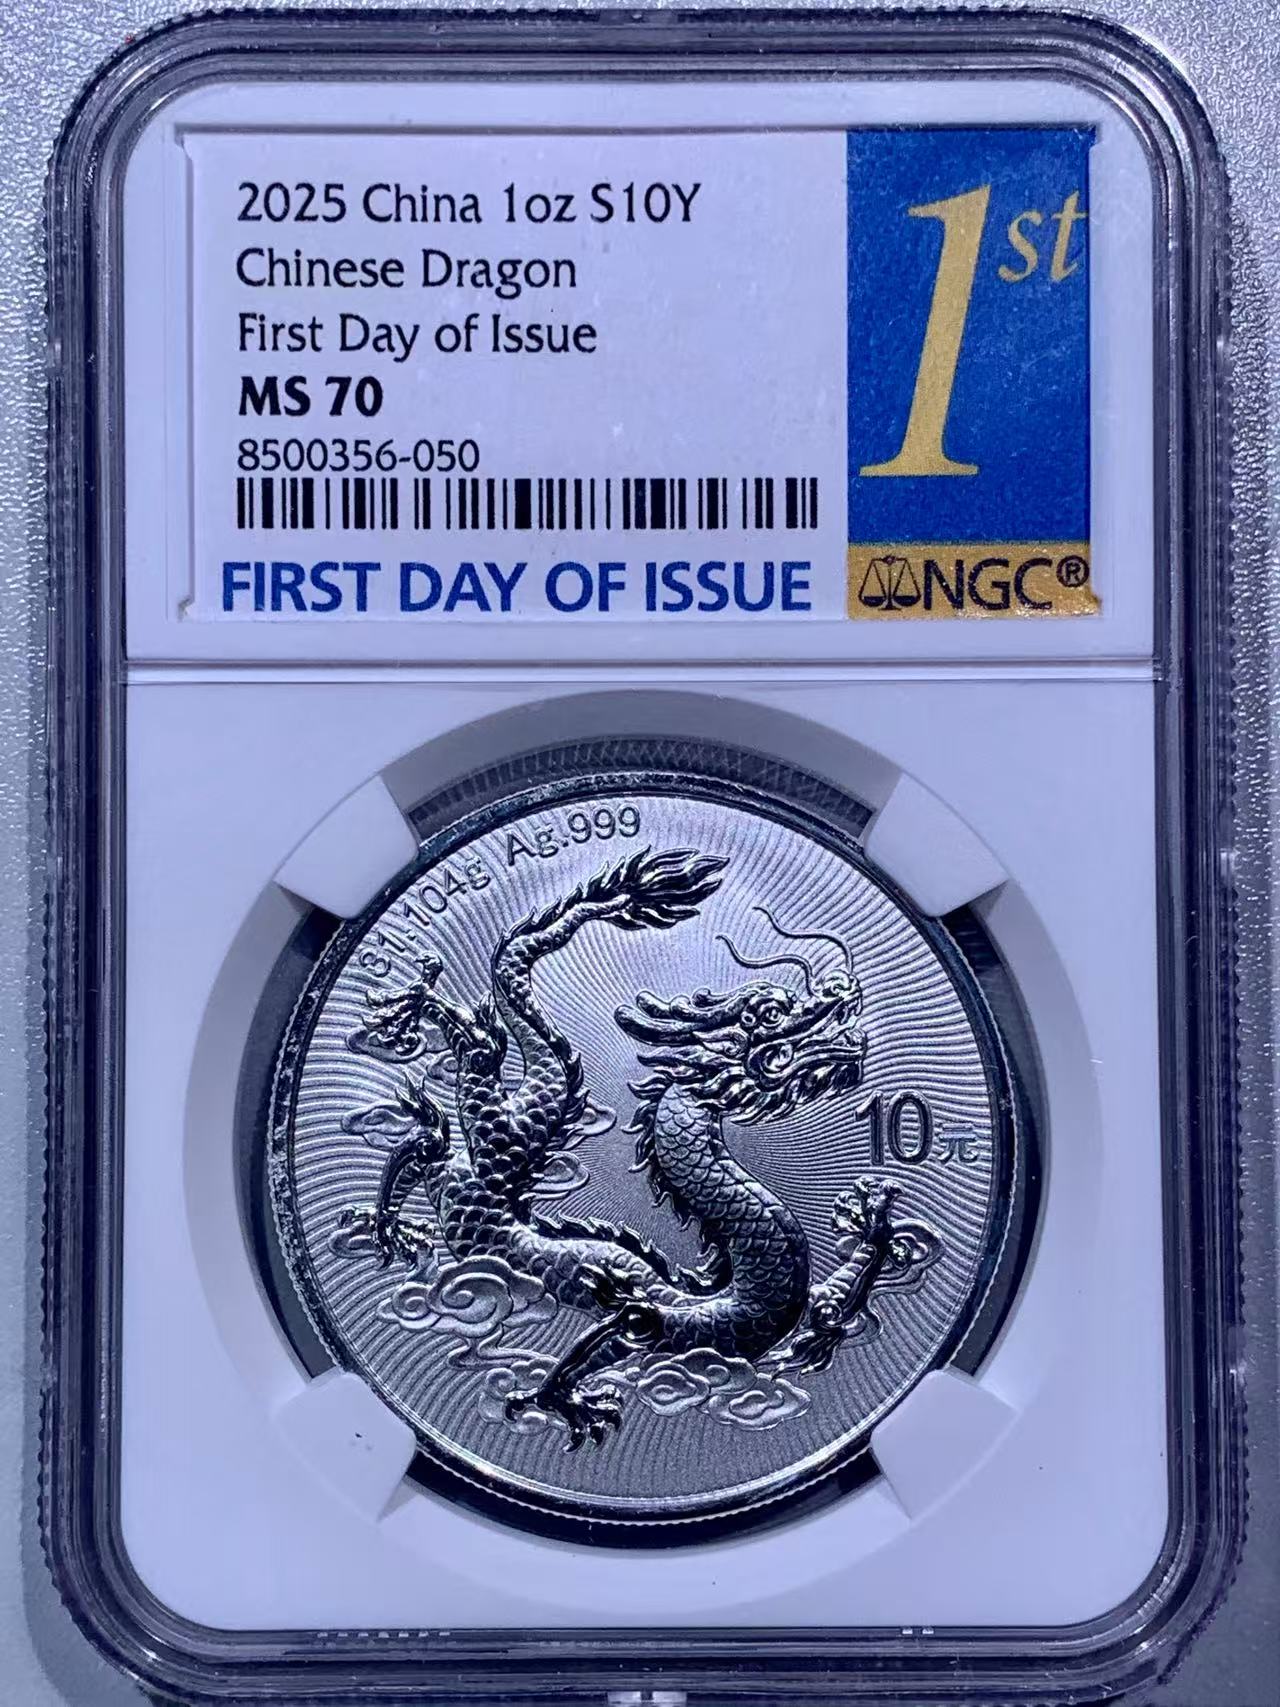 2025 China 1oz S10Y
Chinese Dragon
First Day of Issue
MS 70
8500356-050
FIRST DAY OF ISSUE
1st
NGC®
31.104g Ag.999
10元